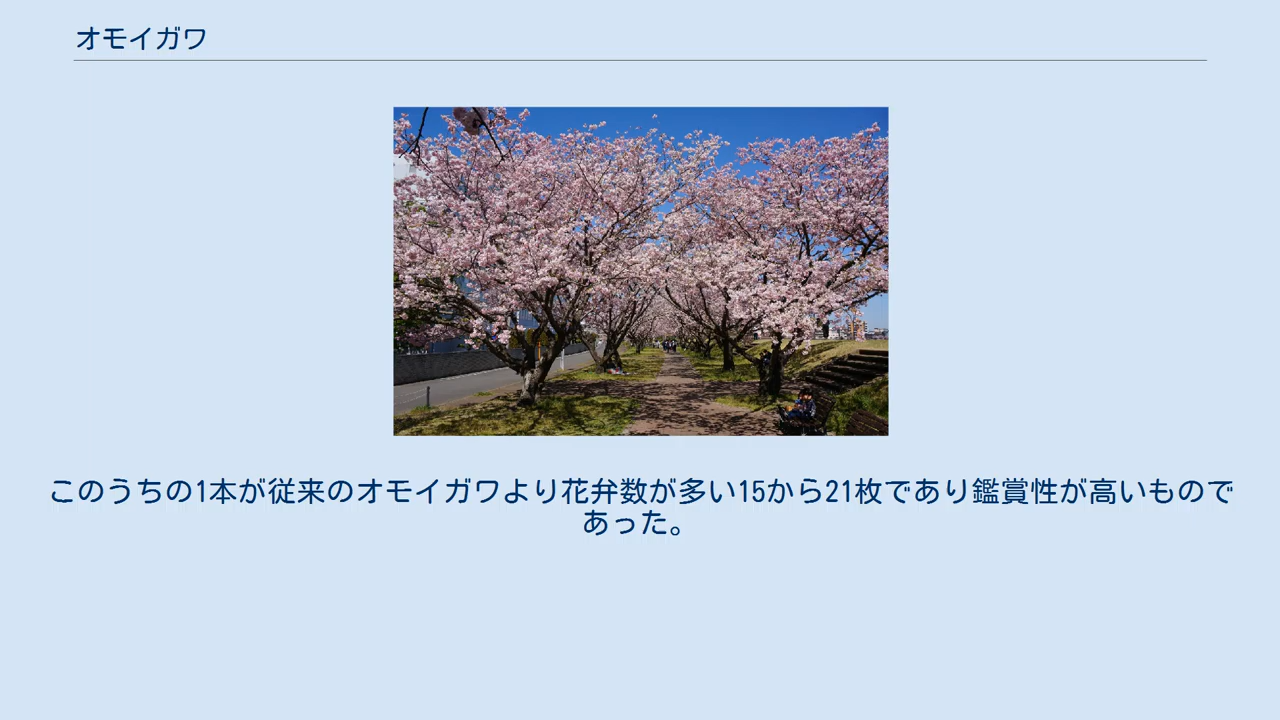 オモイガワ
このうちの1本が従来のオモイガワより花弁数が多い15から21枚であり鑑賞性が高いもので
あった。